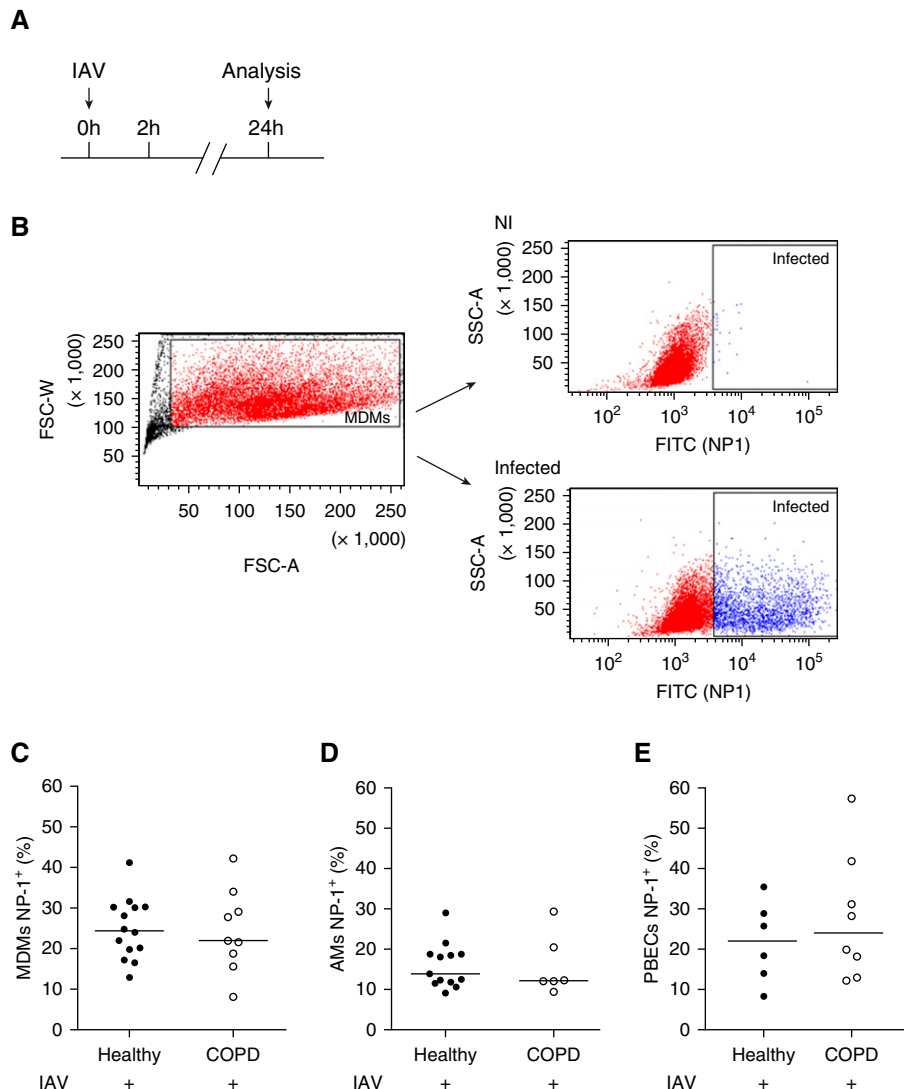 A
IAV Analysis
0h 2h 24h
B
250
200
150
100
50
FSC-W
(× 1,000)
MDMs
50 100 150 200 250
(× 1,000)
FSC-A
NI
250
200
150
100
50
SSC-A
(× 1,000)
Infected
10² 10³ 10⁴ 10⁵
FITC (NP1)
Infected
250
200
150
100
50
SSC-A
(× 1,000)
Infected
10² 10³ 10⁴ 10⁵
FITC (NP1)
C
60
50
40
30
20
10
0
MDMs NP-1⁺ (%)
Healthy COPD
IAV + +
D
60
50
40
30
20
10
0
AMs NP-1⁺ (%)
Healthy COPD
IAV + +
E
60
50
40
30
20
10
0
PBECs NP-1⁺ (%)
Healthy COPD
IAV + +